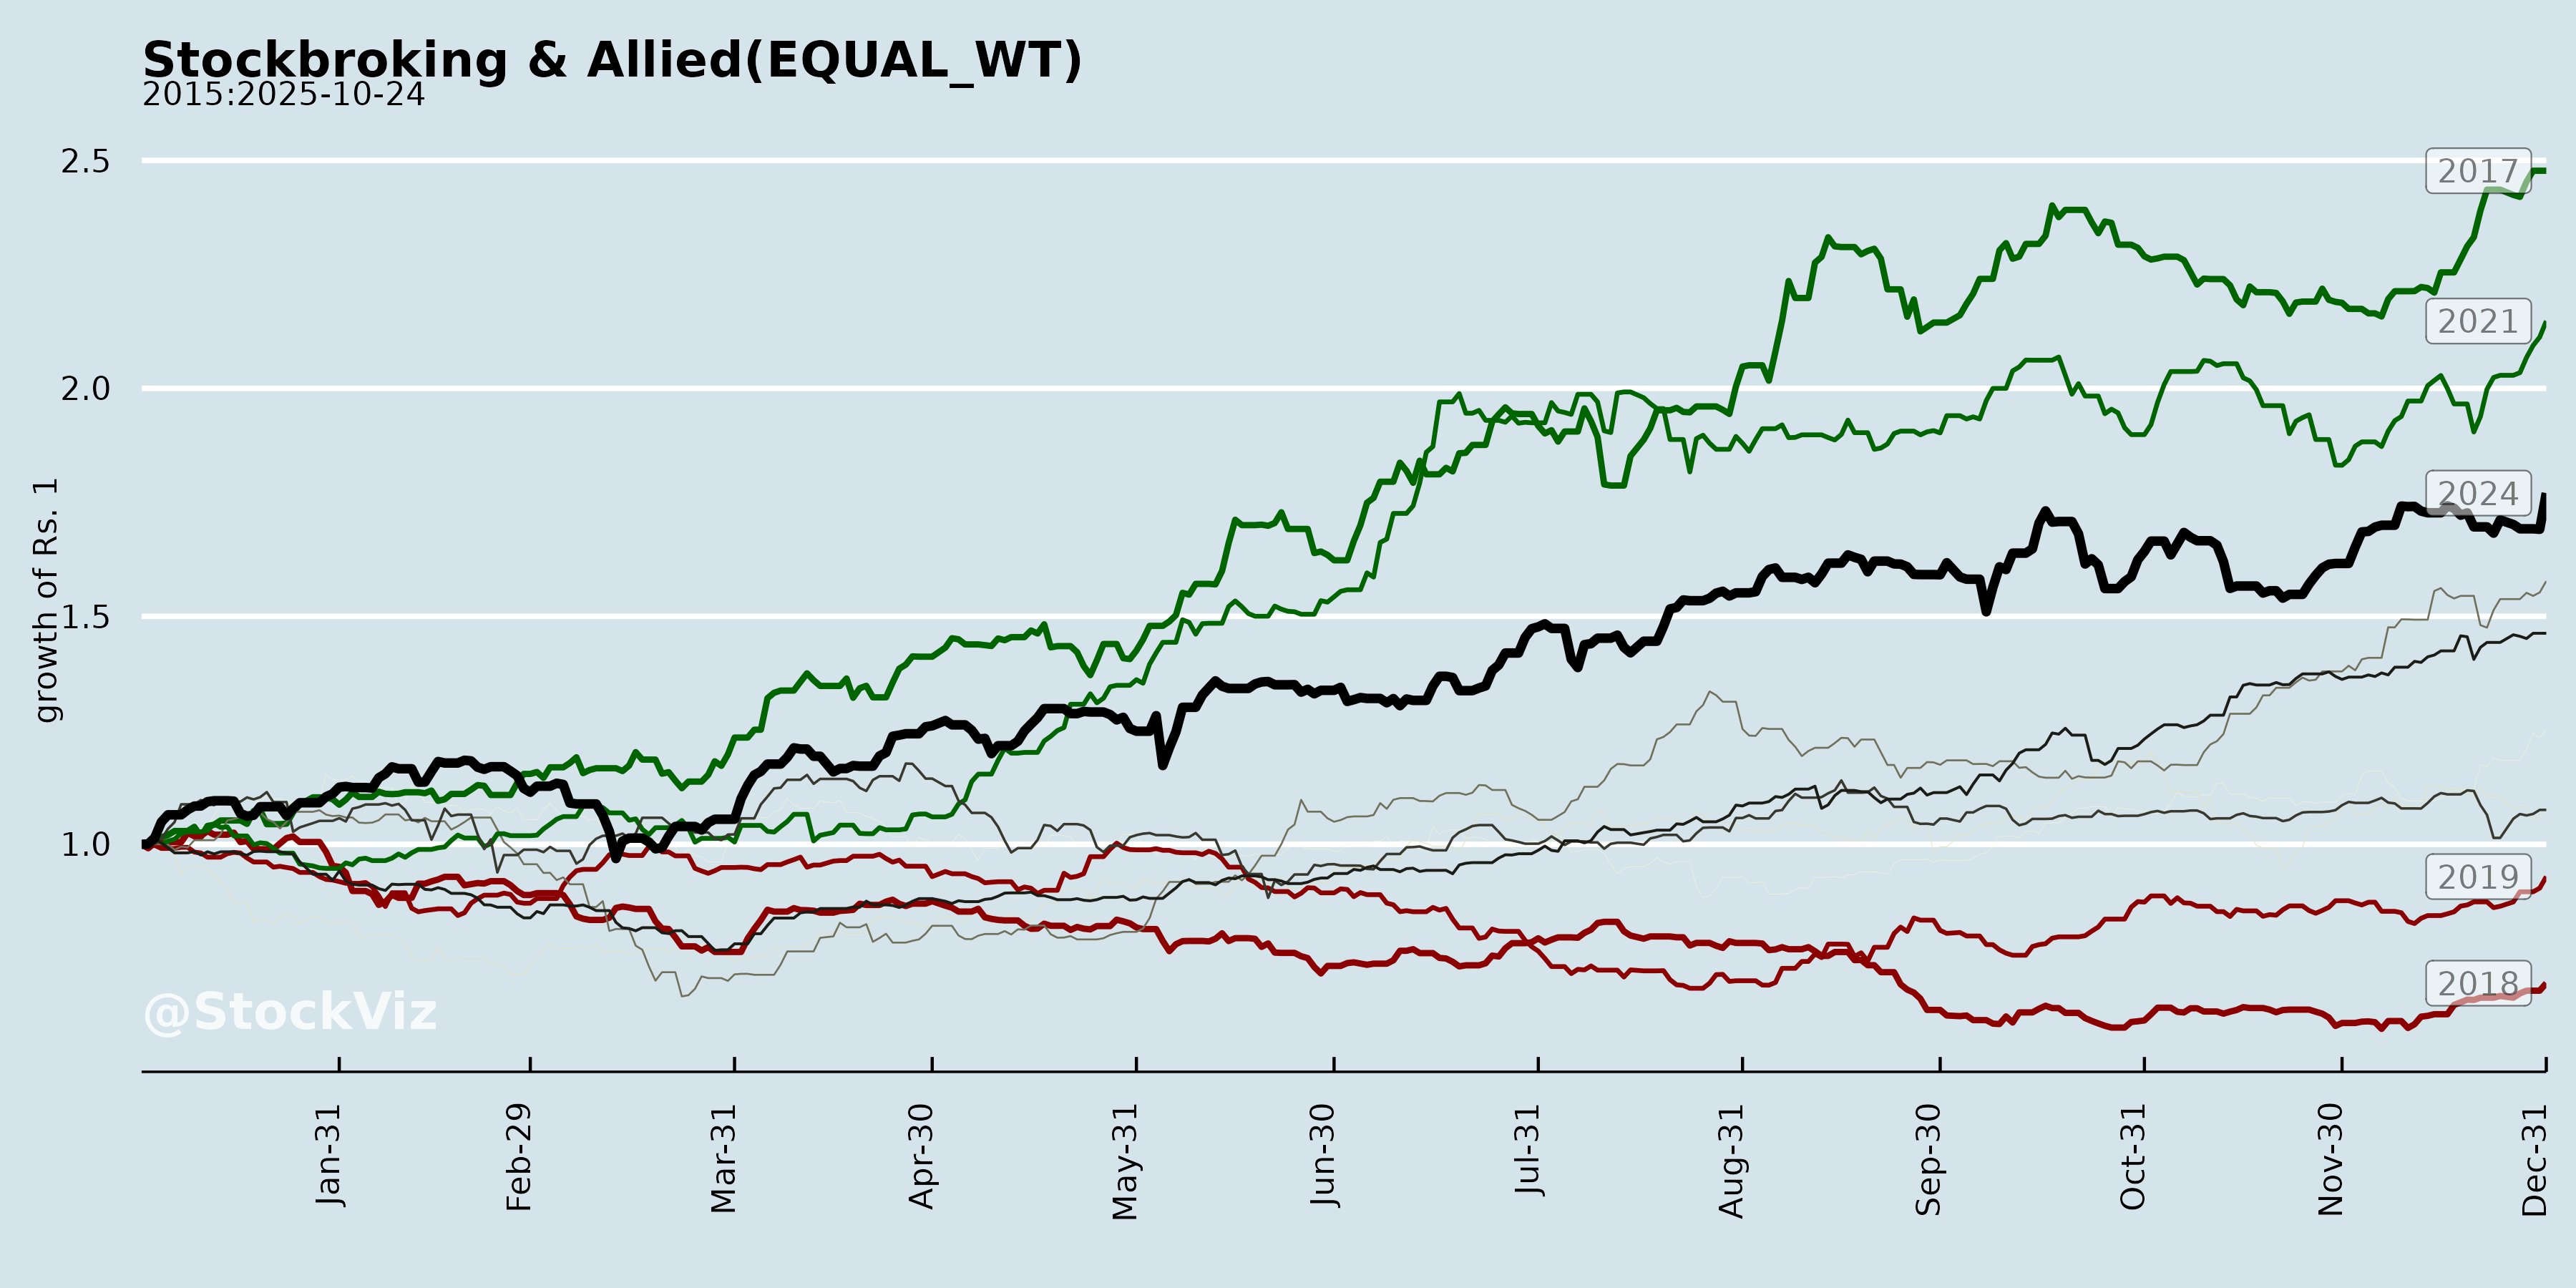 Stockbroking & Allied(EQUAL_WT)
2015:2025-10-24
growth of Rs. 1
2.5
2.0
1.5
1.0
2017
2021
2024
2019
2018
@StockViz
Jan-31
Feb-29
Mar-31
Apr-30
May-31
Jun-30
Jul-31
Aug-31
Sep-30
Oct-31
Nov-30
Dec-31